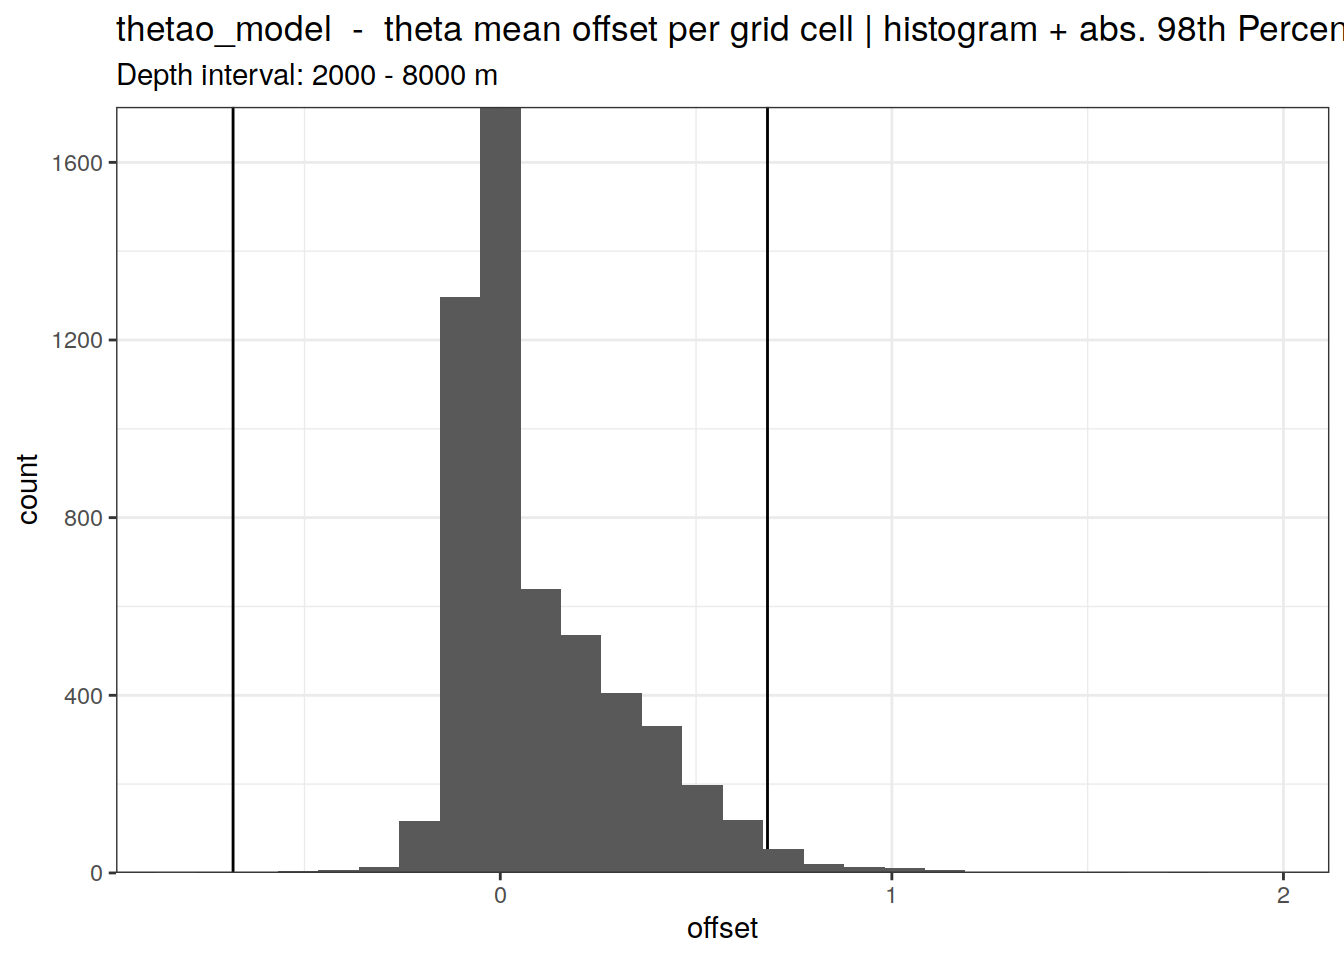 thetao_model  -  theta mean offset per grid cell | histogram + abs. 98th Percen
Depth interval: 2000 - 8000 m
1600
1200
800
400
0
count
0 1 2
offset